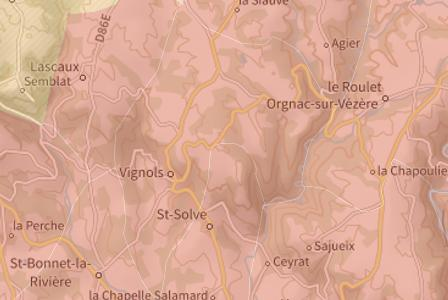 la Slauve
D86E
Agier
Lascaux
Semblat
le Roulet
Orgnac-sur-Vézère
Vignols
la Chapoulie
St-Solve
la Perche
Sajueix
St-Bonnet-la-
Rivière
Ceyrat
la Chapelle Salamard